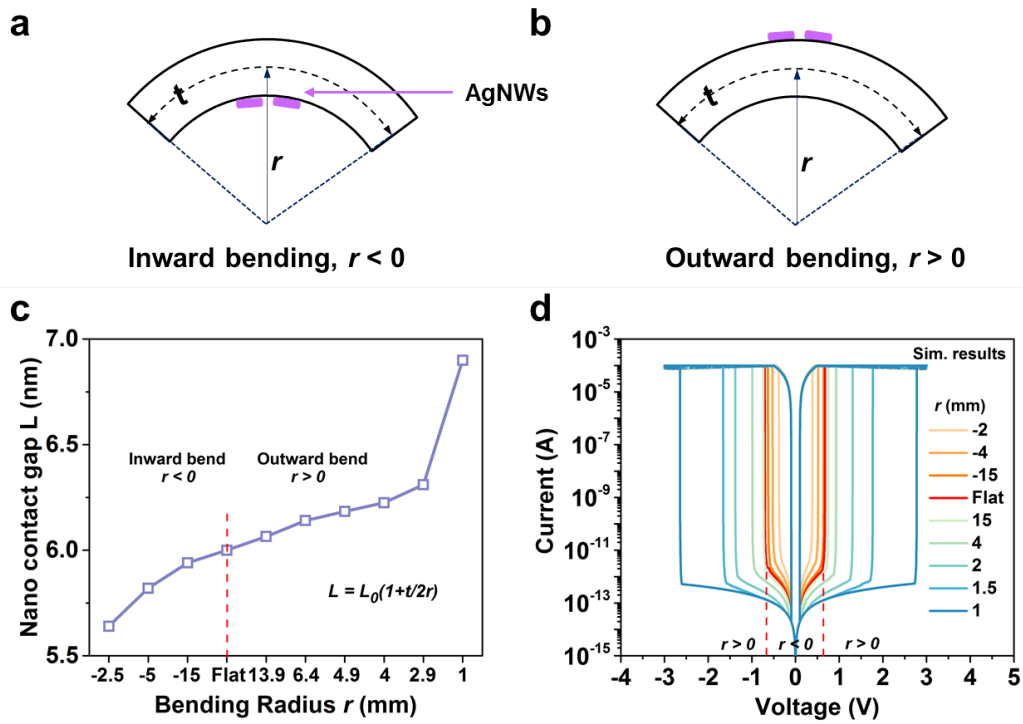 a
t
r
AgNWs
Inward bending, r < 0
b
t
r
Outward bending, r > 0
c
Nano contact gap L (nm)
7.0
6.5
6.0
5.5
Inward bend
r < 0
Outward bend
r > 0
L = L0(1+t/2r)
-2.5 -5 -15 Flat 13.9 6.4 4.9 4 2.9 1
Bending Radius r (mm)
d
Current (A)
10-3
10-5
10-7
10-9
10-11
10-13
10-15
Sim. results
r (mm)
-2
-4
-15
Flat
15
4
2
1.5
1
r > 0 r < 0 r > 0
-4 -3 -2 -1 0 1 2 3 4 5
Voltage (V)